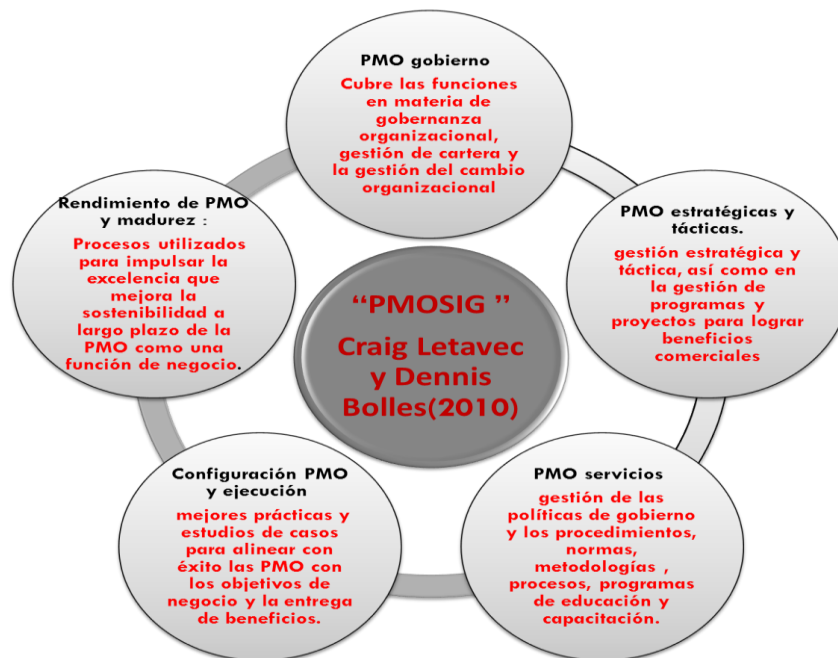 PMO gobierno
Cubre las funciones
en materia de
gobernanza
organizacional,
gestión de cartera y
la gestión del cambio
organizacional
PMO estratégicas y
tácticas.
gestión estratégica y
táctica, así como en
la gestión de
programas y
proyectos para lograr
beneficios
comerciales
PMO servicios
gestión de las
políticas de gobierno
y los procedimientos,
normas,
metodologías ,
procesos, programas
de educación y
capacitación.
Configuración PMO
y ejecución
mejores prácticas y
estudios de casos
para alinear con
éxito las PMO con
los objetivos de
negocio y la entrega
de beneficios.
Rendimiento de PMO
y madurez :
Procesos utilizados
para impulsar la
excelencia que
mejora la
sostenibilidad a
largo plazo de la
PMO como una
función de negocio.
“PMOSIG ”
Craig Letavec
y Dennis
Bolles(2010)